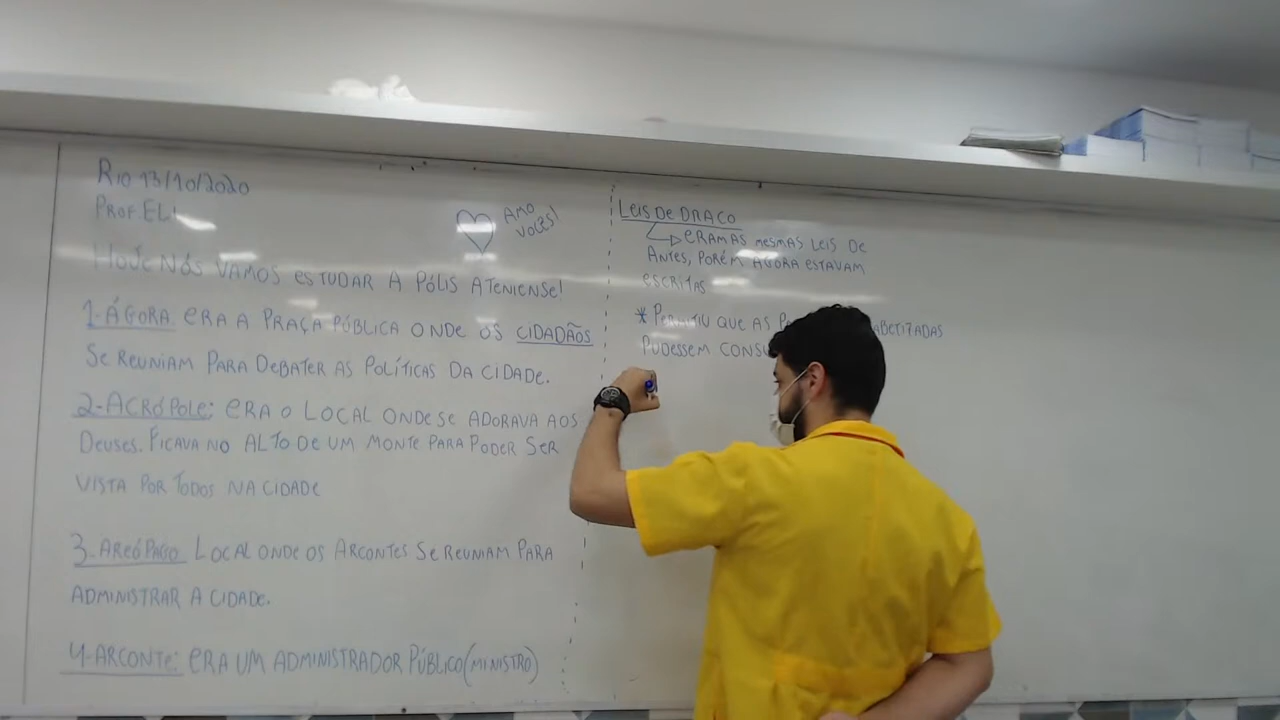 Rio 13/10/2020
PROF. ELI
AMO
VOCÊS!
HOJE NÓS VAMOS ESTUDAR A PÓLIS ATENIENSE!
1-ÁGORA: ERA A PRAÇA PÚBLICA ONDE OS CIDADÃOS
SE REUNIAM PARA DEBATER AS POLÍTICAS DA CIDADE.
2-ACRÓPOLE: ERA O LOCAL ONDE SE ADORAVA AOS
DEUSES. FICAVA NO ALTO DE UM MONTE PARA PODER SER
VISTA POR TODOS NA CIDADE
3-AREÓPAGO LOCAL ONDE OS ARCONTES SE REUNIAM PARA
ADMINISTRAR A CIDADE.
4-ARCONTE: ERA UM ADMINISTRADOR PÚBLICO (MINISTRO)
LEIS DE DRACO
ERAM AS MESMAS LEIS DE
ANTES, PORÉM AGORA ESTAVAM
ESCRITAS
* PERMITIU QUE AS
PUDESSEM